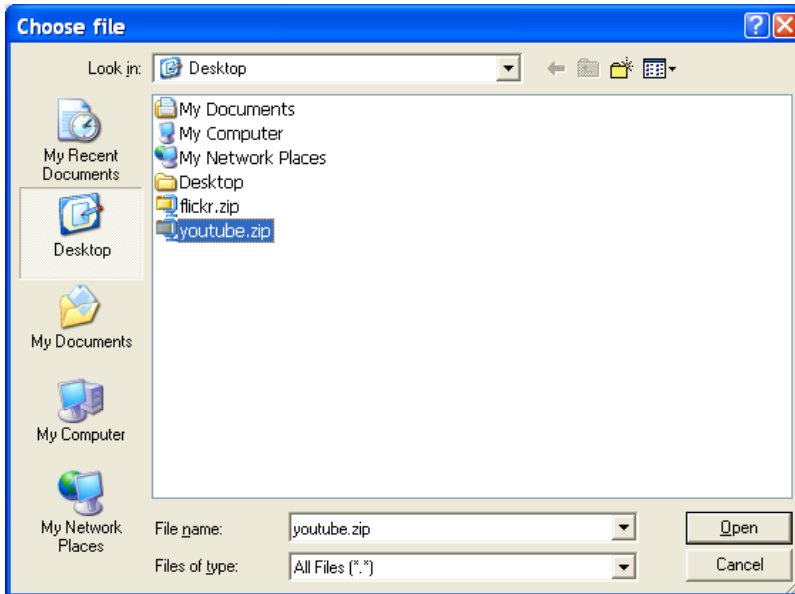 Choose file
Look in:
Desktop
My Recent
Documents
Desktop
My Documents
My Computer
My Network
Places
My Documents
My Computer
My Network Places
Desktop
flickr.zip
youtube.zip
File name:
youtube.zip
Open
Files of type:
All Files (*.*)
Cancel